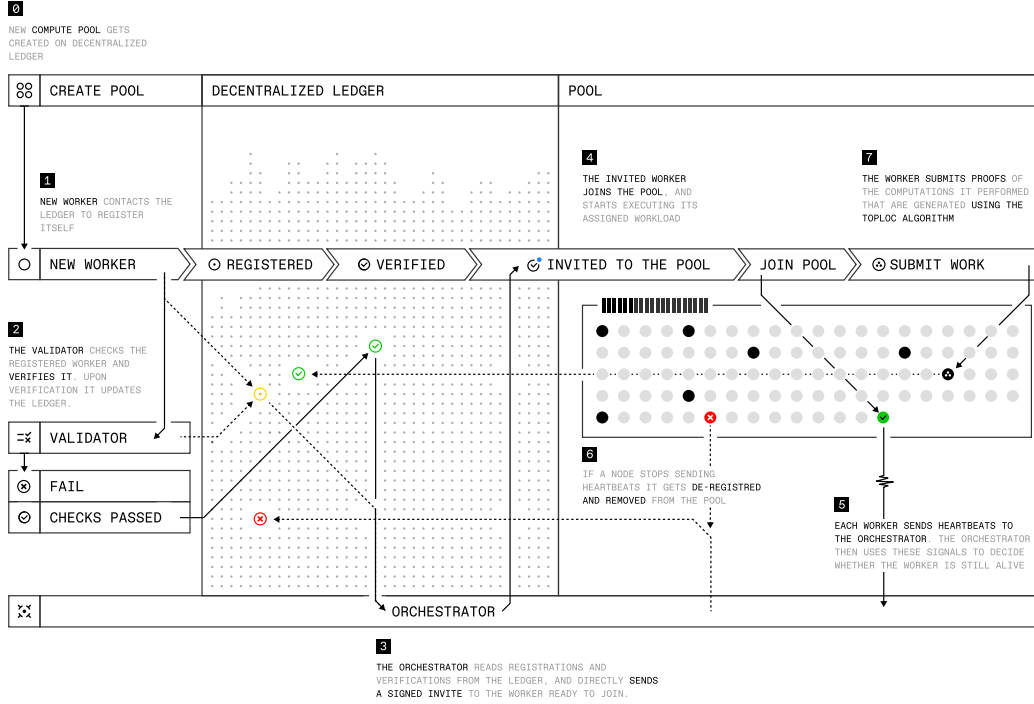 0
NEW COMPUTE POOL GETS
CREATED ON DECENTRALIZED
LEDGER
CREATE POOL
DECENTRALIZED LEDGER
POOL
1
NEW WORKER CONTACTS THE
LEDGER TO REGISTER
ITSELF
4
THE INVITED WORKER
JOINS THE POOL, AND
STARTS EXECUTING ITS
ASSIGNED WORKLOAD
7
THE WORKER SUBMITS PROOFS OF
THE COMPUTATIONS IT PERFORMED
THAT ARE GENERATED USING THE
TOPLOC ALGORITHM
NEW WORKER
REGISTERED
VERIFIED
INVITED TO THE POOL
JOIN POOL
SUBMIT WORK
2
THE VALIDATOR CHECKS THE
REGISTERED WORKER AND
VERIFIES IT. UPON
VERIFICATION IT UPDATES
THE LEDGER.
VALIDATOR
FAIL
CHECKS PASSED
6
IF A NODE STOPS SENDING
HEARTBEATS IT GETS DE-REGISTRED
AND REMOVED FROM THE POOL
5
EACH WORKER SENDS HEARTBEATS TO
THE ORCHESTRATOR. THE ORCHESTRATOR
THEN USES THESE SIGNALS TO DECIDE
WHETHER THE WORKER IS STILL ALIVE
ORCHESTRATOR
3
THE ORCHESTRATOR READS REGISTRATIONS AND
VERIFICATIONS FROM THE LEDGER, AND DIRECTLY SENDS
A SIGNED INVITE TO THE WORKER READY TO JOIN.